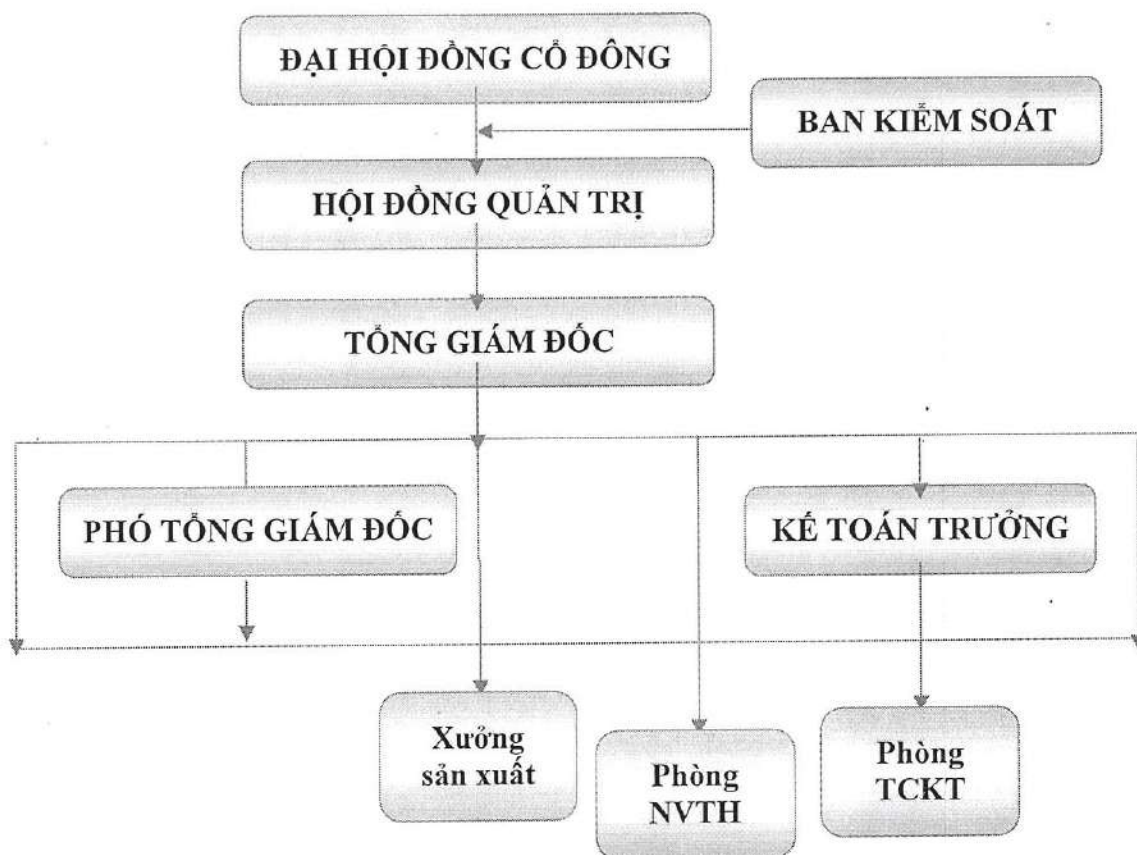 ĐẠI HỘI ĐỒNG CỔ ĐÔNG
BAN KIỂM SOÁT
HỘI ĐỒNG QUẢN TRỊ
TỔNG GIÁM ĐỐC
PHÓ TỔNG GIÁM ĐỐC
KẾ TOÁN TRƯỞNG
Xưởng
sản xuất
Phòng
NVTH
Phòng
TCKT